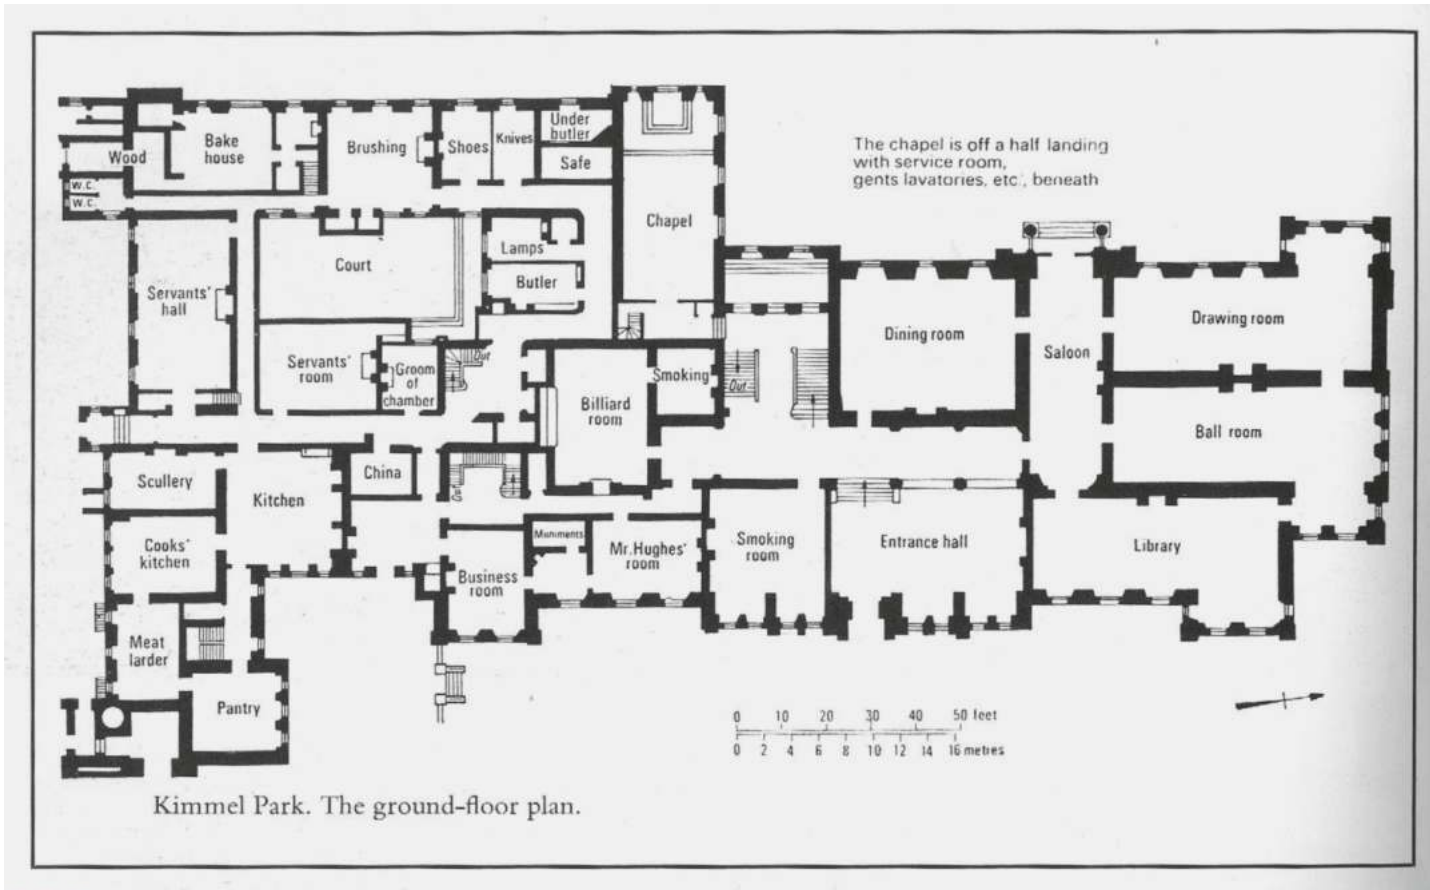 Under
butler
Bake
house
Brushing
Shoes
Knives
Wood
Safe
The chapel is off a half landing
with service room,
gents lavatories, etc., beneath
w.c.
w.c.
Chapel
Lamps
Court
Butler
Servants'
hall
Drawing room
Dining room
Saloon
Servants'
room
Groom
of
chamber
Out
Smoking
Out
Billiard
room
Ball room
China
Scullery
Kitchen
Out
Cooks'
kitchen
Muniments
Mr. Hughes'
room
Smoking
room
Entrance hall
Library
Business
room
Meat
larder
Pantry
0 10 20 30 40 50 feet
0 2 4 6 8 10 12 14 16 metres
Kimmel Park. The ground-floor plan.